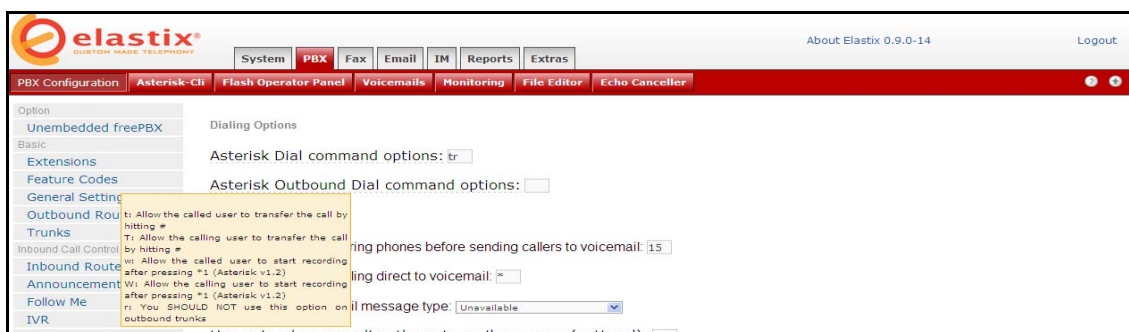 elastix®
CUSTOM MADE TELEPHONY
System PBX Fax Email IM Reports Extras
About Elastix 0.9.0-14
Logout
PBX Configuration Asterisk-Cli Flash Operator Panel Voicemails Monitoring File Editor Echo Canceller
Option
Unembedded freePBX
Basic
Extensions
Feature Codes
General Setting
Outbound Rou
Trunks
Inbound Call Control
Inbound Route
Announcement
Follow Me
IVR
t: Allow the called user to transfer the call by
hitting #
T: Allow the calling user to transfer the call
by hitting #
w: Allow the called user to start recording
after pressing *1 (Asterisk v1.2)
W: Allow the calling user to start recording
after pressing *1 (Asterisk v1.2)
r: You SHOULD NOT use this option on
outbound trunks
Dialing Options
Asterisk Dial command options: tr
Asterisk Outbound Dial command options:
ring phones before sending callers to voicemail: 15
ling direct to voicemail: *
il message type: Unavailable